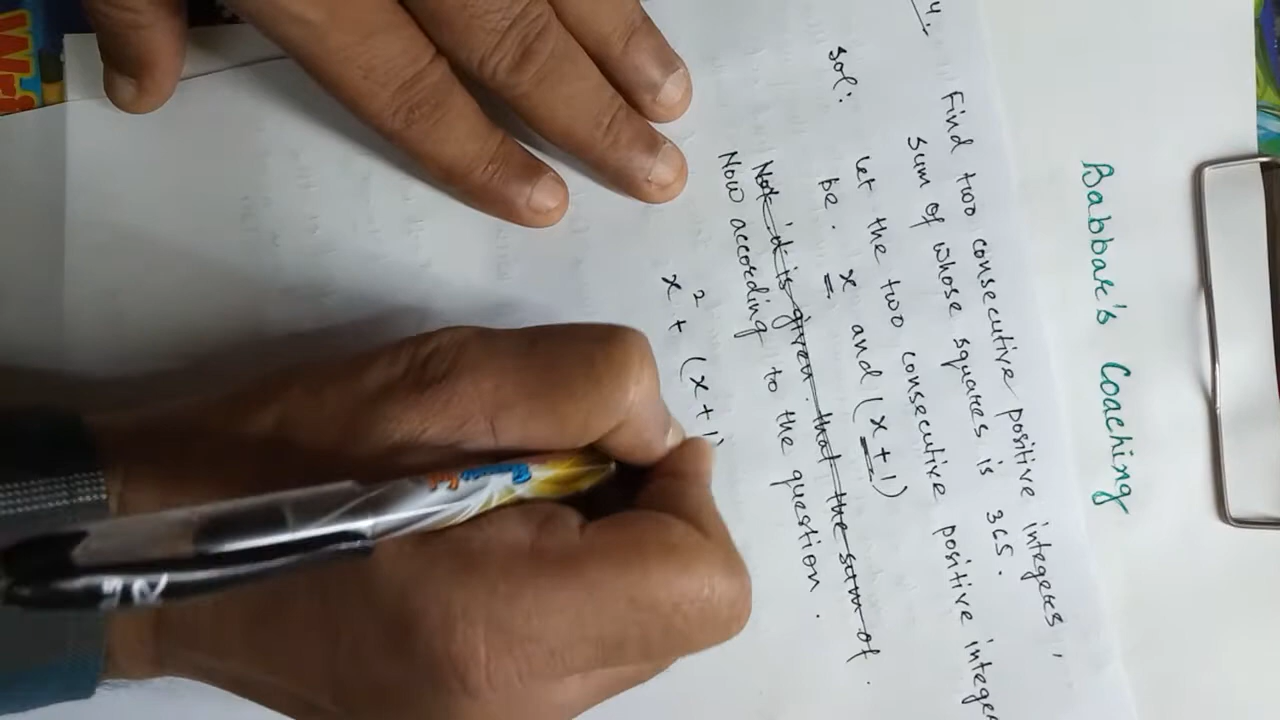 Babbar's Coaching
4. Find two consecutive positive integers,
sum of whose squares is 365.
Sol: Let the two consecutive positive integer
be. x and (x+1)
Not it is given. that the sum of.
Now according to the question.
x² + (x+1)